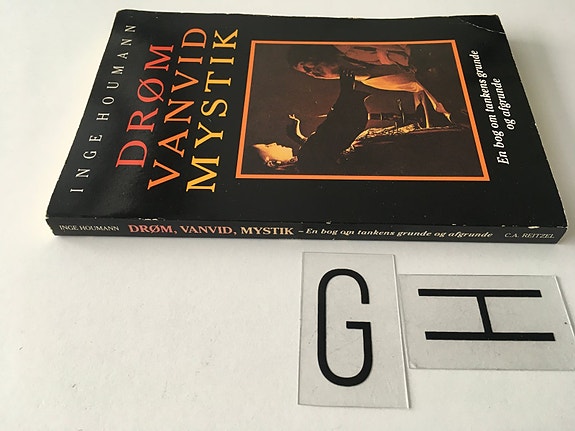 INGE HOUMANN
DRØM
VANVID
MYSTIK
En bog om tankens grunde
og afgrunde
INGE HOUMANN DRØM, VANVID, MYSTIK – En bog om tankens grunde og afgrunde C.A. REITZEL
G H